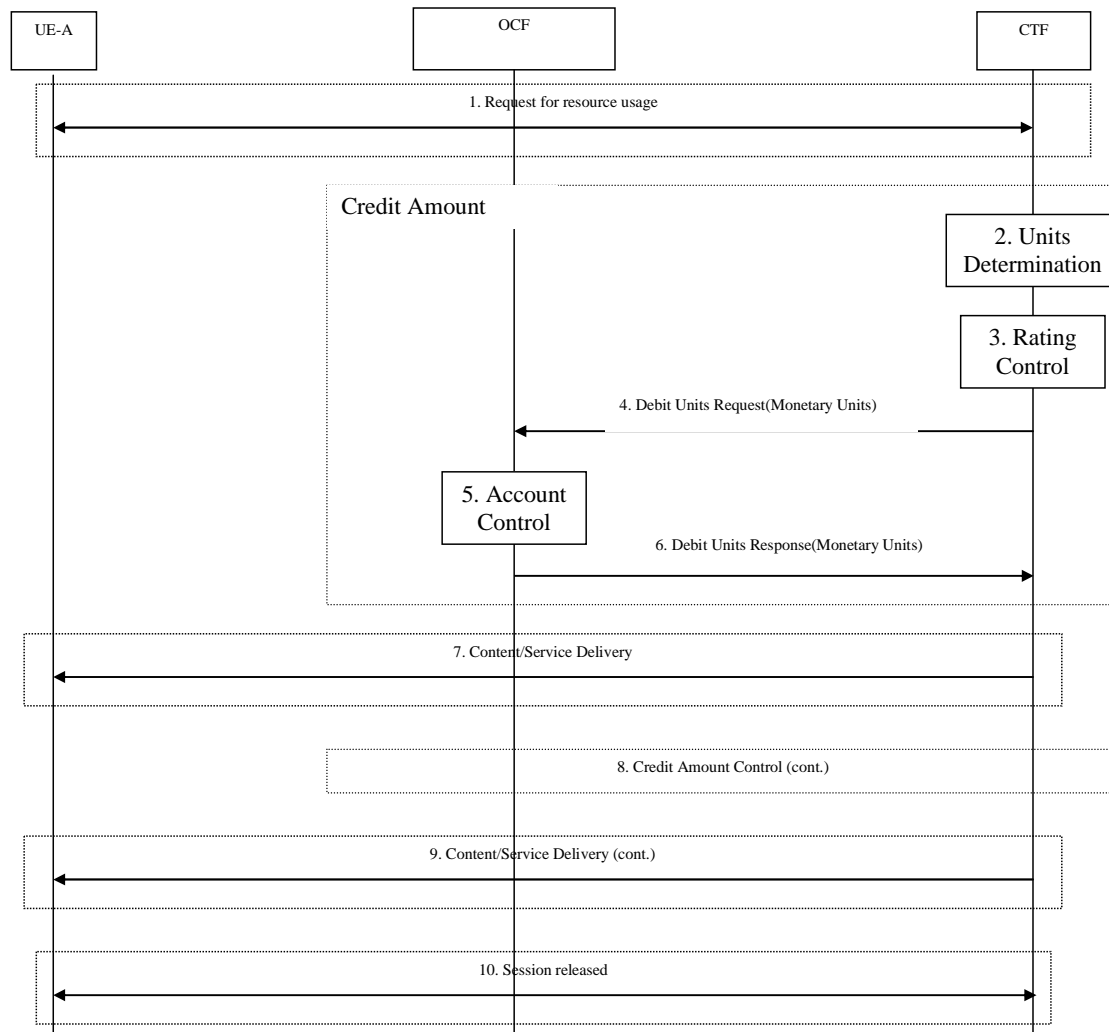 UE-A
OCF
CTF
1. Request for resource usage
Credit Amount
2. Units
Determination
3. Rating
Control
4. Debit Units Request(Monetary Units)
5. Account
Control
6. Debit Units Response(Monetary Units)
7. Content/Service Delivery
8. Credit Amount Control (cont.)
9. Content/Service Delivery (cont.)
10. Session released